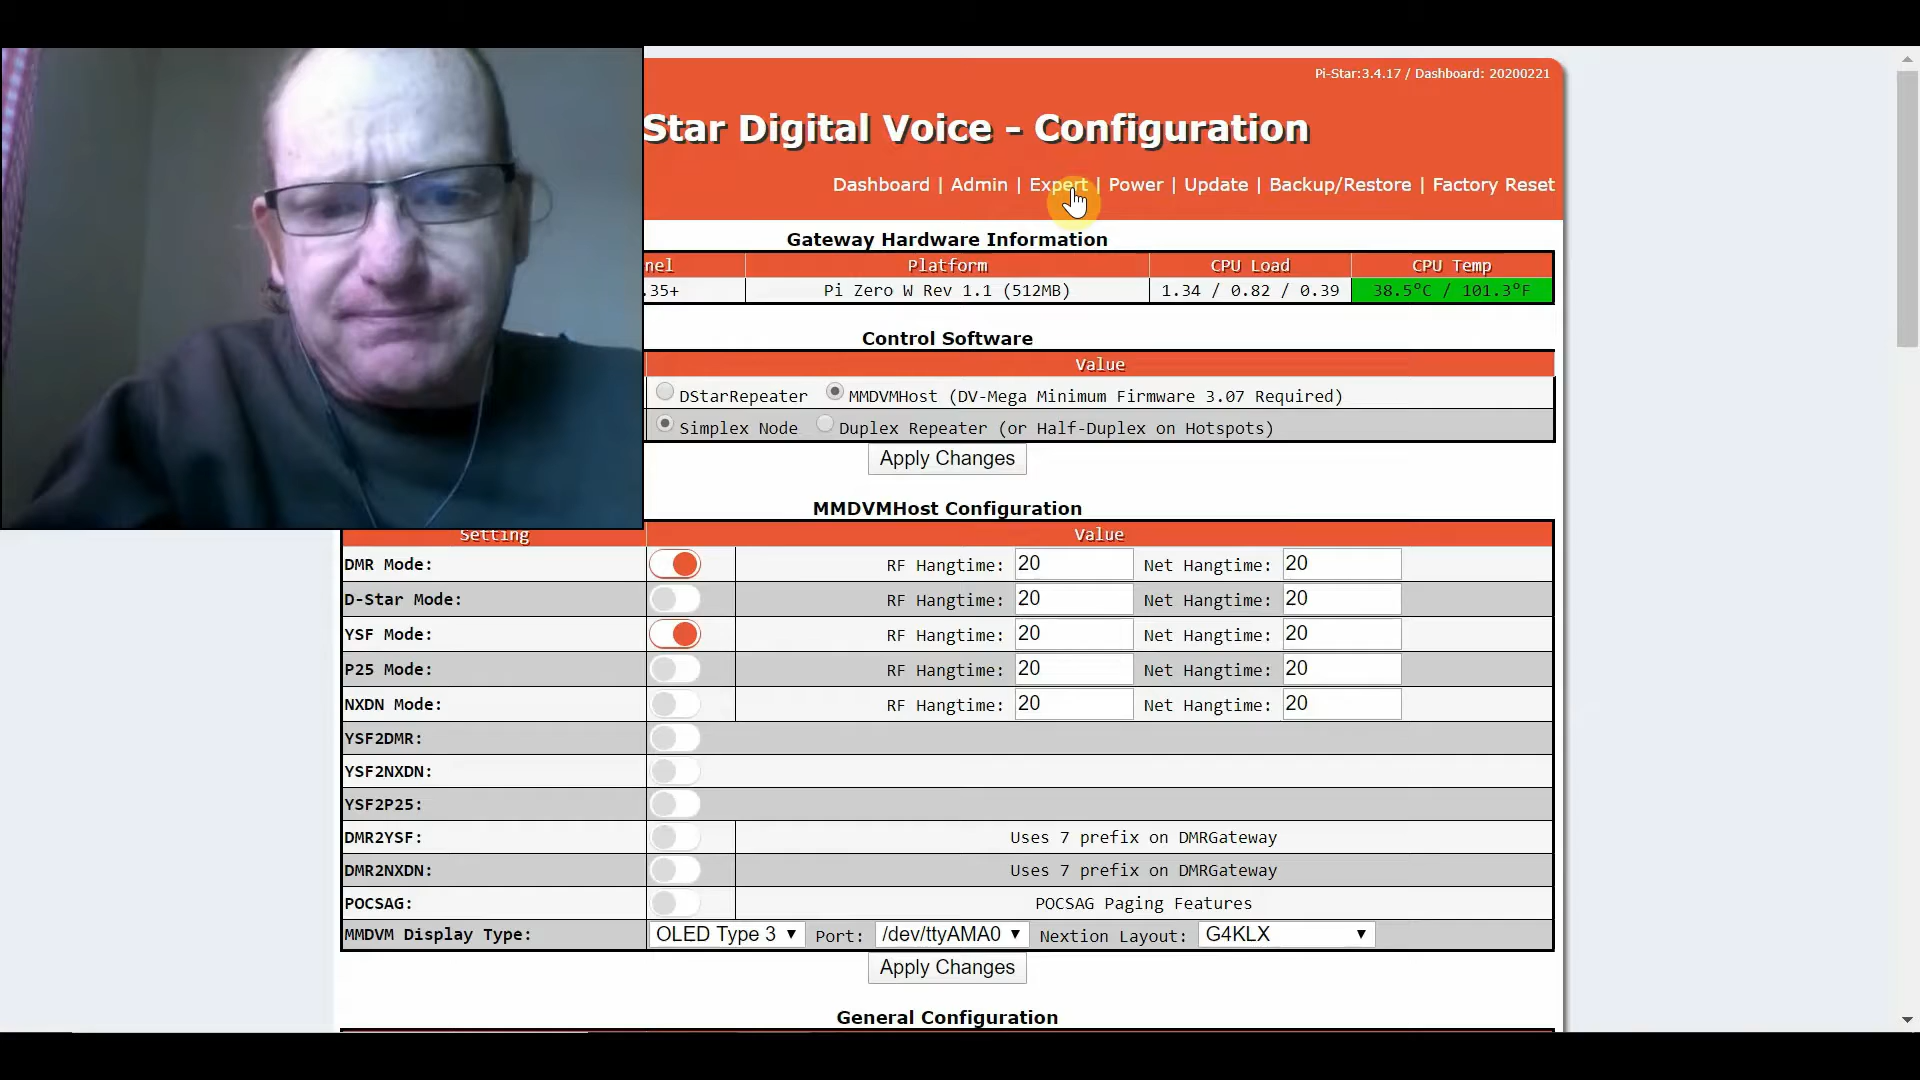 Pi-Star:3.4.17 / Dashboard: 20200221
Star Digital Voice - Configuration
Dashboard | Admin | Expert | Power | Update | Backup/Restore | Factory Reset
Gateway Hardware Information
nel Platform CPU Load CPU Temp
.35+ Pi Zero W Rev 1.1 (512MB) 1.34 / 0.82 / 0.39 38.5ºC / 101.3ºF
Control Software
Value
DStarRepeater MMDVMHost (DV-Mega Minimum Firmware 3.07 Required)
Simplex Node Duplex Repeater (or Half-Duplex on Hotspots)
Apply Changes
MMDVMHost Configuration
Setting Value
DMR Mode: RF Hangtime: 20 Net Hangtime: 20
D-Star Mode: RF Hangtime: 20 Net Hangtime: 20
YSF Mode: RF Hangtime: 20 Net Hangtime: 20
P25 Mode: RF Hangtime: 20 Net Hangtime: 20
NXDN Mode: RF Hangtime: 20 Net Hangtime: 20
YSF2DMR:
YSF2NXDN:
YSF2P25:
DMR2YSF: Uses 7 prefix on DMRGateway
DMR2NXDN: Uses 7 prefix on DMRGateway
POCSAG: POCSAG Paging Features
MMDVM Display Type: OLED Type 3 Port: /dev/ttyAMA0 Nextion Layout: G4KLX
Apply Changes
General Configuration